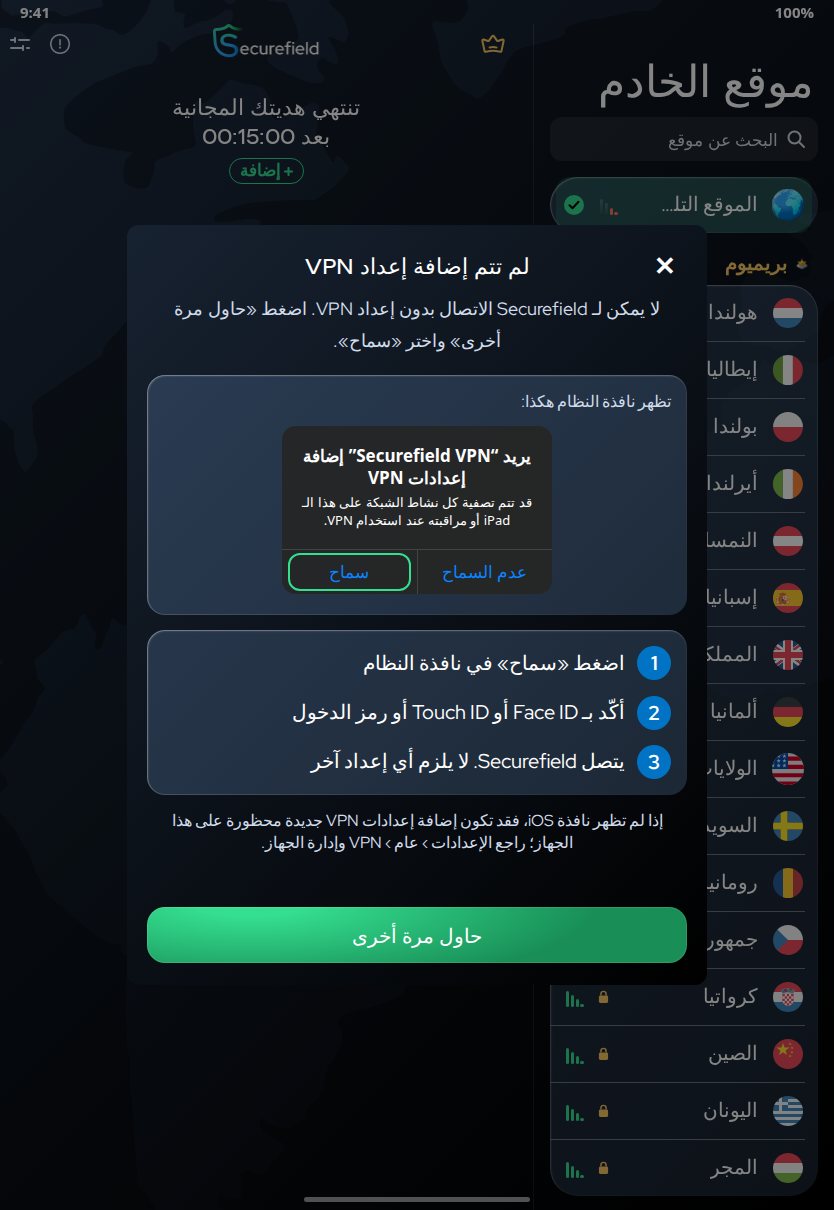 9:41
100%
Securefield
موقع الخادم
البحث عن موقع
الموقع التلـ...
بريميوم
هولندا
إيطاليا
بولندا
أيرلندا
النمسا
إسبانيا
ألمانيا
كرواتيا
الصين
اليونان
المجر
تنتهي هديتك المجانية
بعد 00:15:00
+ إضافة
لم تتم إضافة إعداد VPN
لا يمكن لـ Securefield الاتصال بدون إعداد VPN. اضغط «حاول مرة
أخرى» واختر «سماح».
تظهر نافذة النظام هكذا:
يريد “Securefield VPN” إضافة
إعدادات VPN
قد تتم تصفية كل نشاط الشبكة على هذا الـ
iPad أو مراقبته عند استخدام VPN.
عدم السماح
سماح
1 اضغط «سماح» في نافذة النظام
2 أكّد بـ Face ID أو Touch ID أو رمز الدخول
3 يتصل Securefield. لا يلزم أي إعداد آخر
إذا لم تظهر نافذة iOS، فقد تكون إضافة إعدادات VPN جديدة محظورة على هذا
الجهاز؛ راجع الإعدادات › عام › VPN وإدارة الجهاز.
حاول مرة أخرى